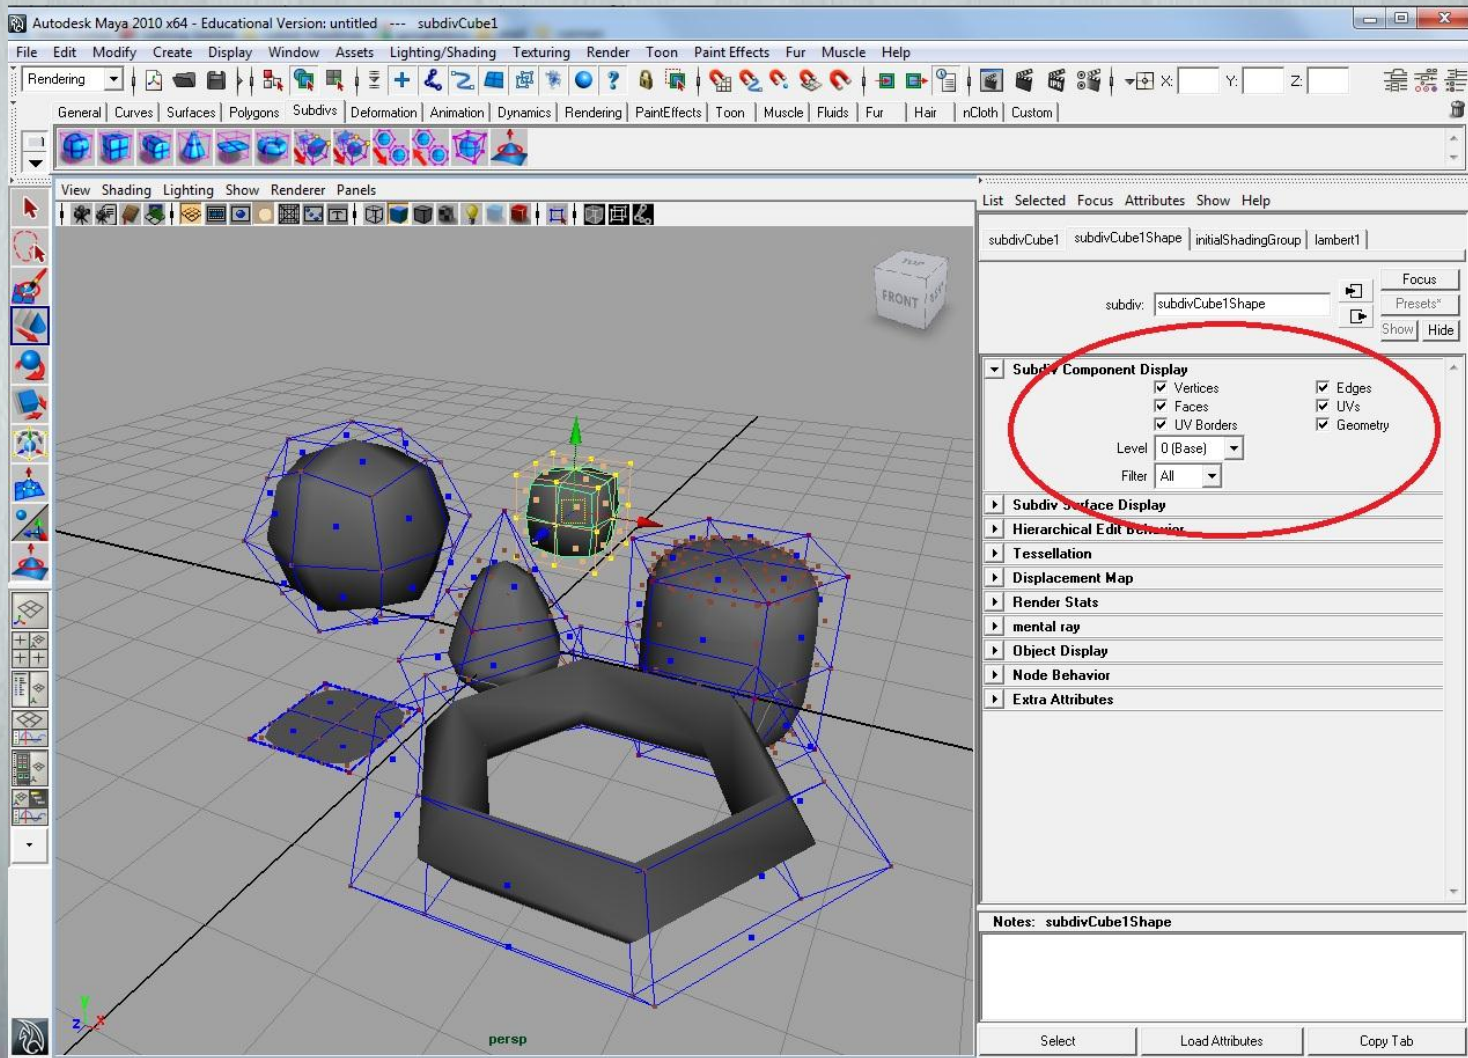 Autodesk Maya 2010 x64 - Educational Version: untitled --- subdivCube1
File Edit Modify Create Display Window Assets Lighting/Shading Texturing Render Toon Paint Effects Fur Muscle Help
Rendering X: Y: Z:
General Curves Surfaces Polygons Subdivs Deformation Animation Dynamics Rendering PaintEffects Toon Muscle Fluids Fur Hair nCloth Custom
View Shading Lighting Show Renderer Panels
TOP
FRONT
persp
y
z x
List Selected Focus Attributes Show Help
subdivCube1 subdivCube1Shape initialShadingGroup lambert1
Focus
subdiv: subdivCube1Shape Presets*
Show Hide
Subdiv Component Display
Vertices Edges
Faces UVs
UV Borders Geometry
Level 0 (Base)
Filter All
Subdiv Surface Display
Hierarchical Edit Behavior
Tessellation
Displacement Map
Render Stats
mental ray
Object Display
Node Behavior
Extra Attributes
Notes: subdivCube1Shape
Select Load Attributes Copy Tab